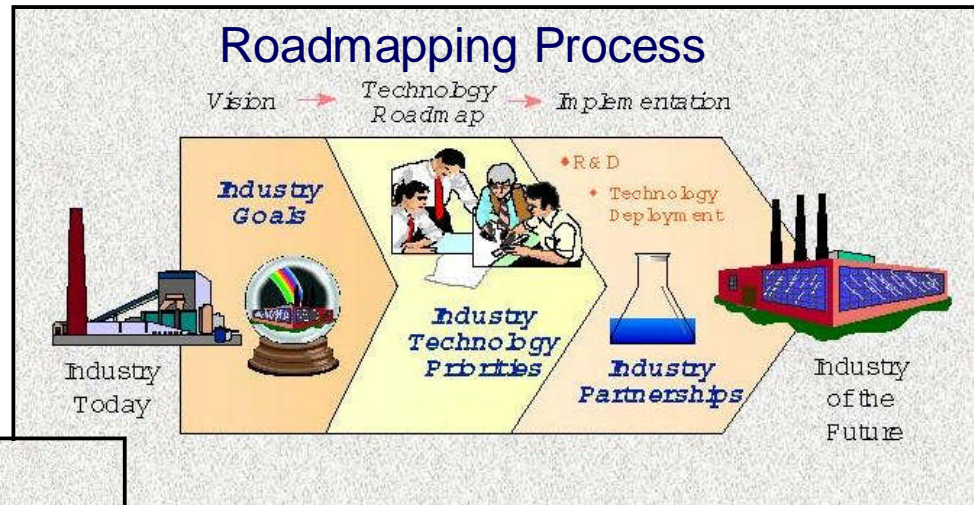 Roadmapping Process
Vision → Technology Roadmap → Implementation
Industry
Goals
♦R&D
♦ Technology
Deployment
Industry
Technology
Priorities
Industry
Partnerships
Industry
Today
Industry
of the
Future